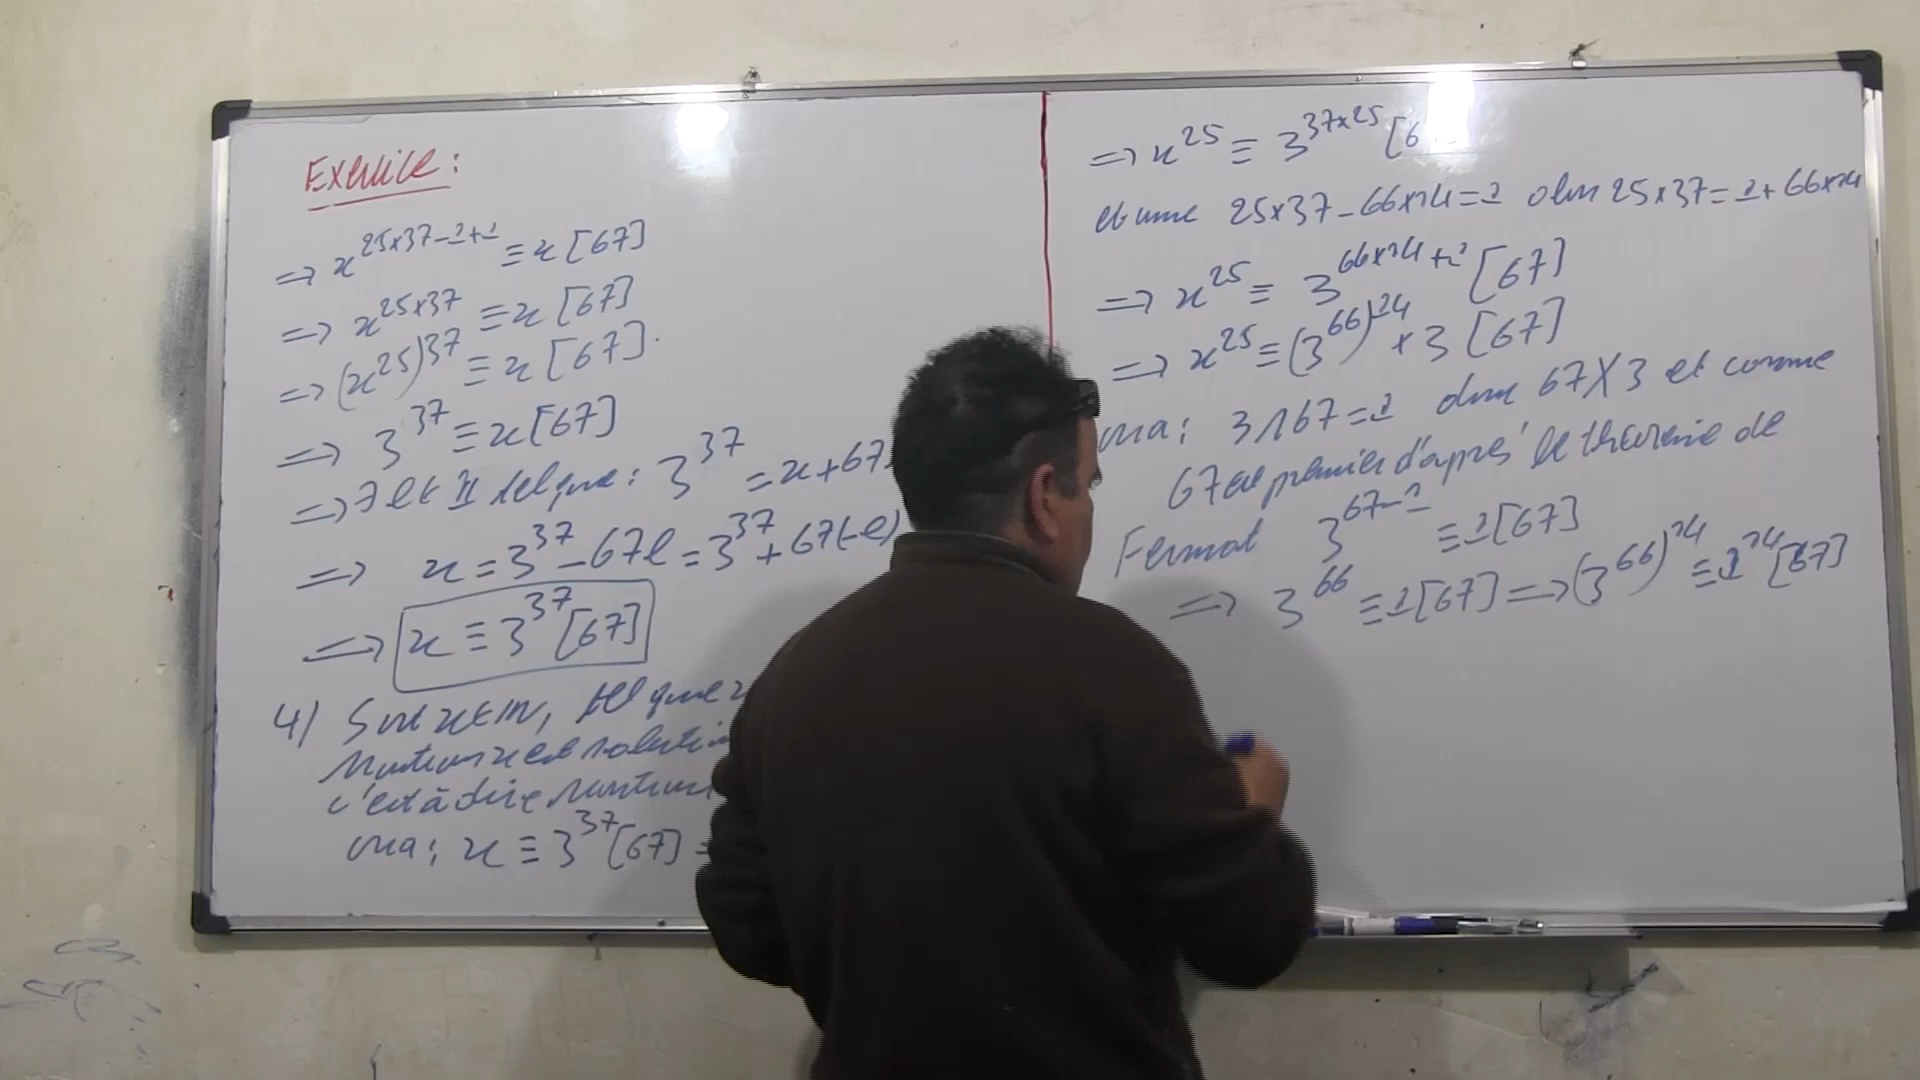 Exercice :
=> x^{25×37-1+1} ≡ x [67]
=> x^{25×37} ≡ x [67]
=> (x^{25})^{37} ≡ x [67].
=> 3^{37} ≡ x [67]
=> ∃ l ∈ Z tel que : 3^{37} = x + 67
=> x = 3^{37} - 67l = 3^{37} + 67(-l)
=> x ≡ 3^{37} [67]
4) Soit x ∈ IN, tel que x
Montrons x est solution
c'est à dire montrons
on a : x ≡ 3^{37} [67] =
=> x^{25} ≡ 3^{37×25} [6
et comme 25×37-66×14=1 donc 25×37=1+66×14
=> x^{25} ≡ 3^{66×14+1} [67]
=> x^{25} ≡ (3^{66})^{14} × 3 [67]
on a : 3∧67=1 donc 67∤3 et comme
67 est premier d'après le théorème de
Fermat 3^{67-1} ≡ 1 [67]
=> 3^{66} ≡ 1 [67] => (3^{66})^{14} ≡ 1^{14} [67]